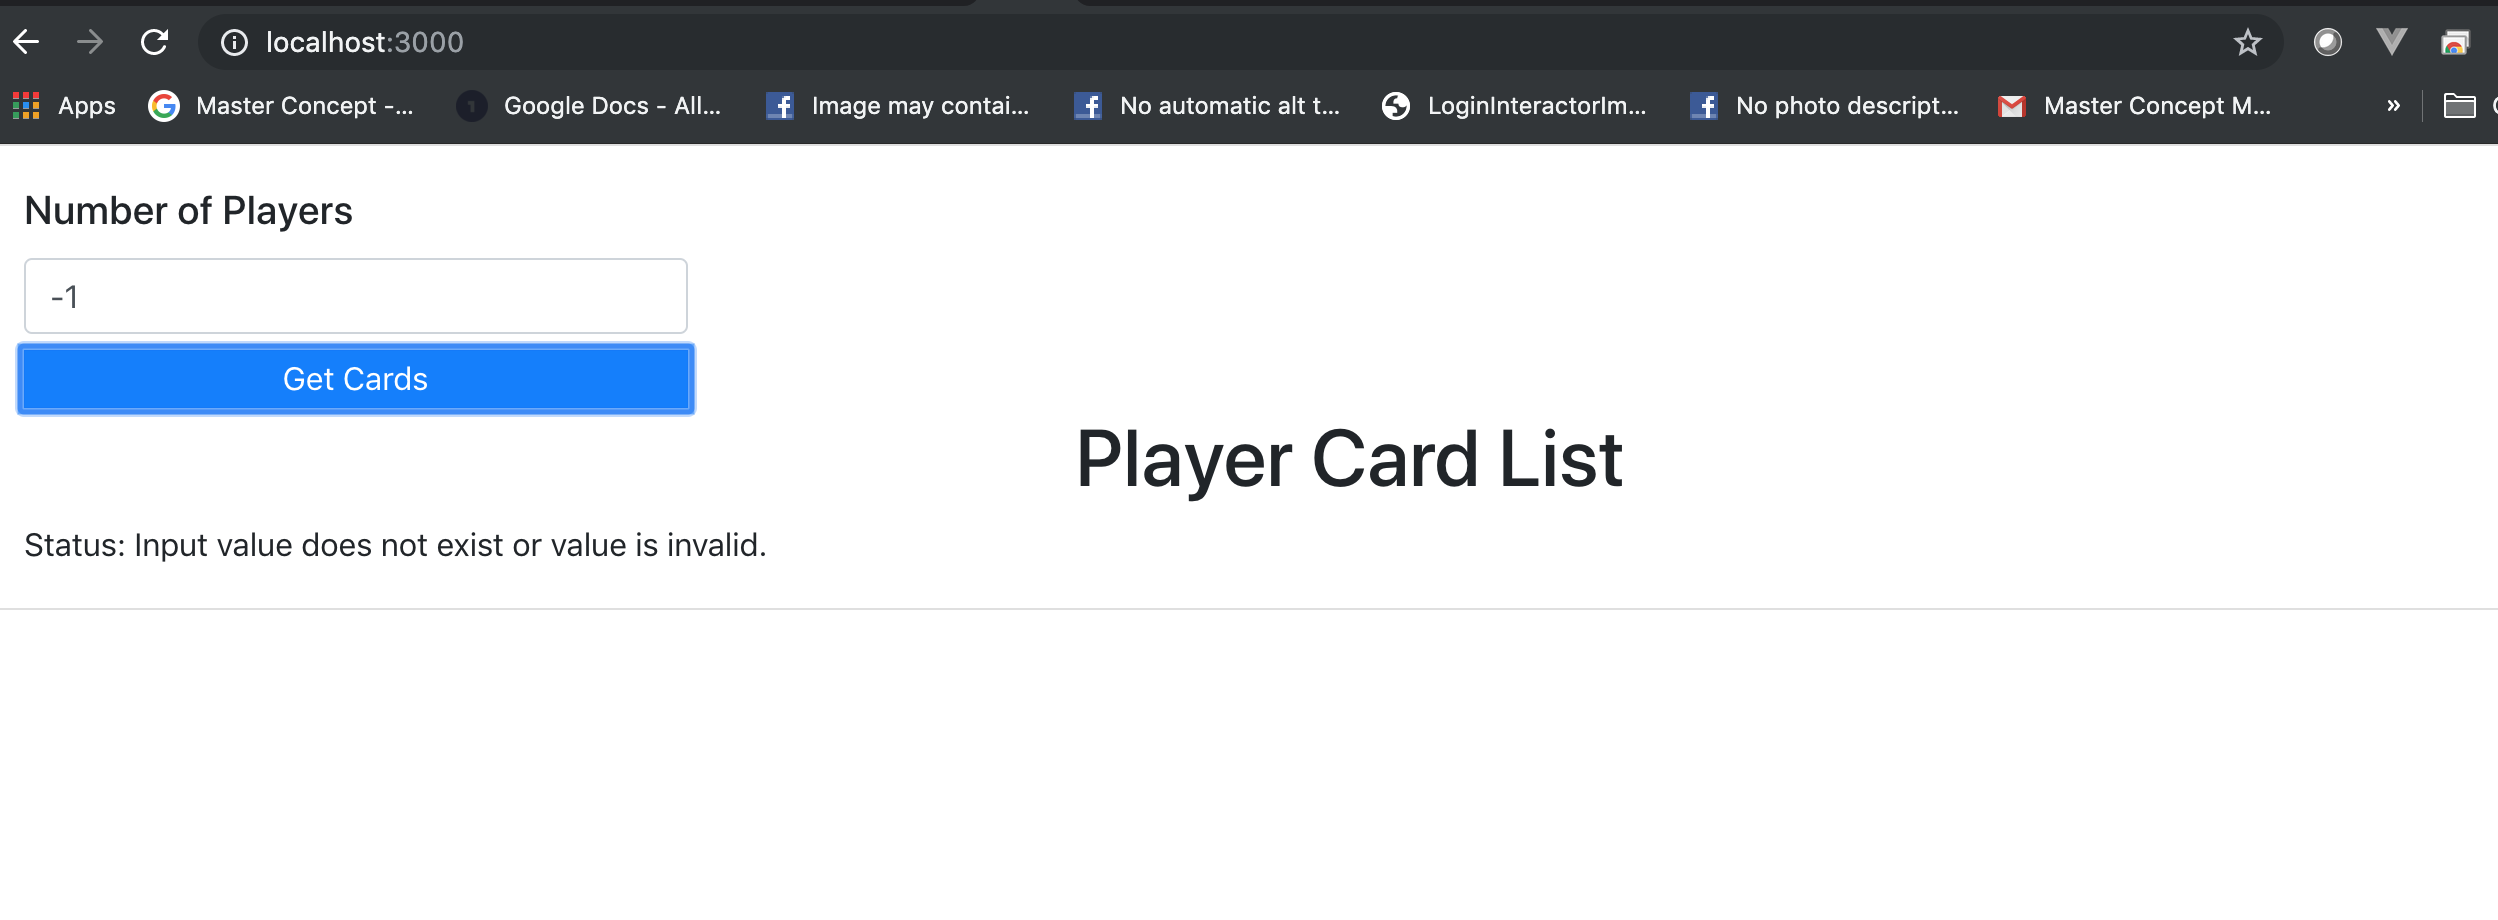 localhost:3000
Apps Master Concept -... Google Docs - All... Image may contai... No automatic alt t... LoginInteractorIm... No photo descript... Master Concept M... »
Number of Players
-1
Get Cards
Player Card List
Status: Input value does not exist or value is invalid.